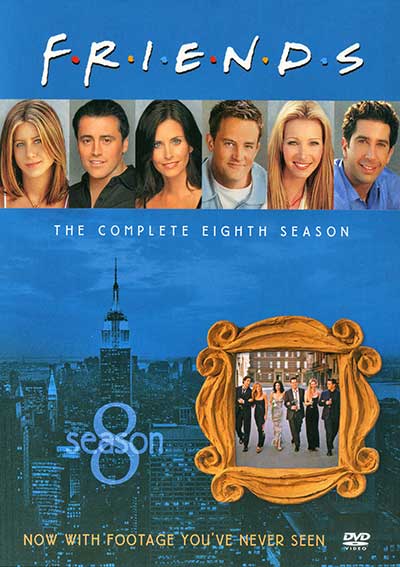 F·R·I·E·N·D·S
THE COMPLETE EIGHTH SEASON
8
season
NOW WITH FOOTAGE YOU'VE NEVER SEEN
DVD
VIDEO